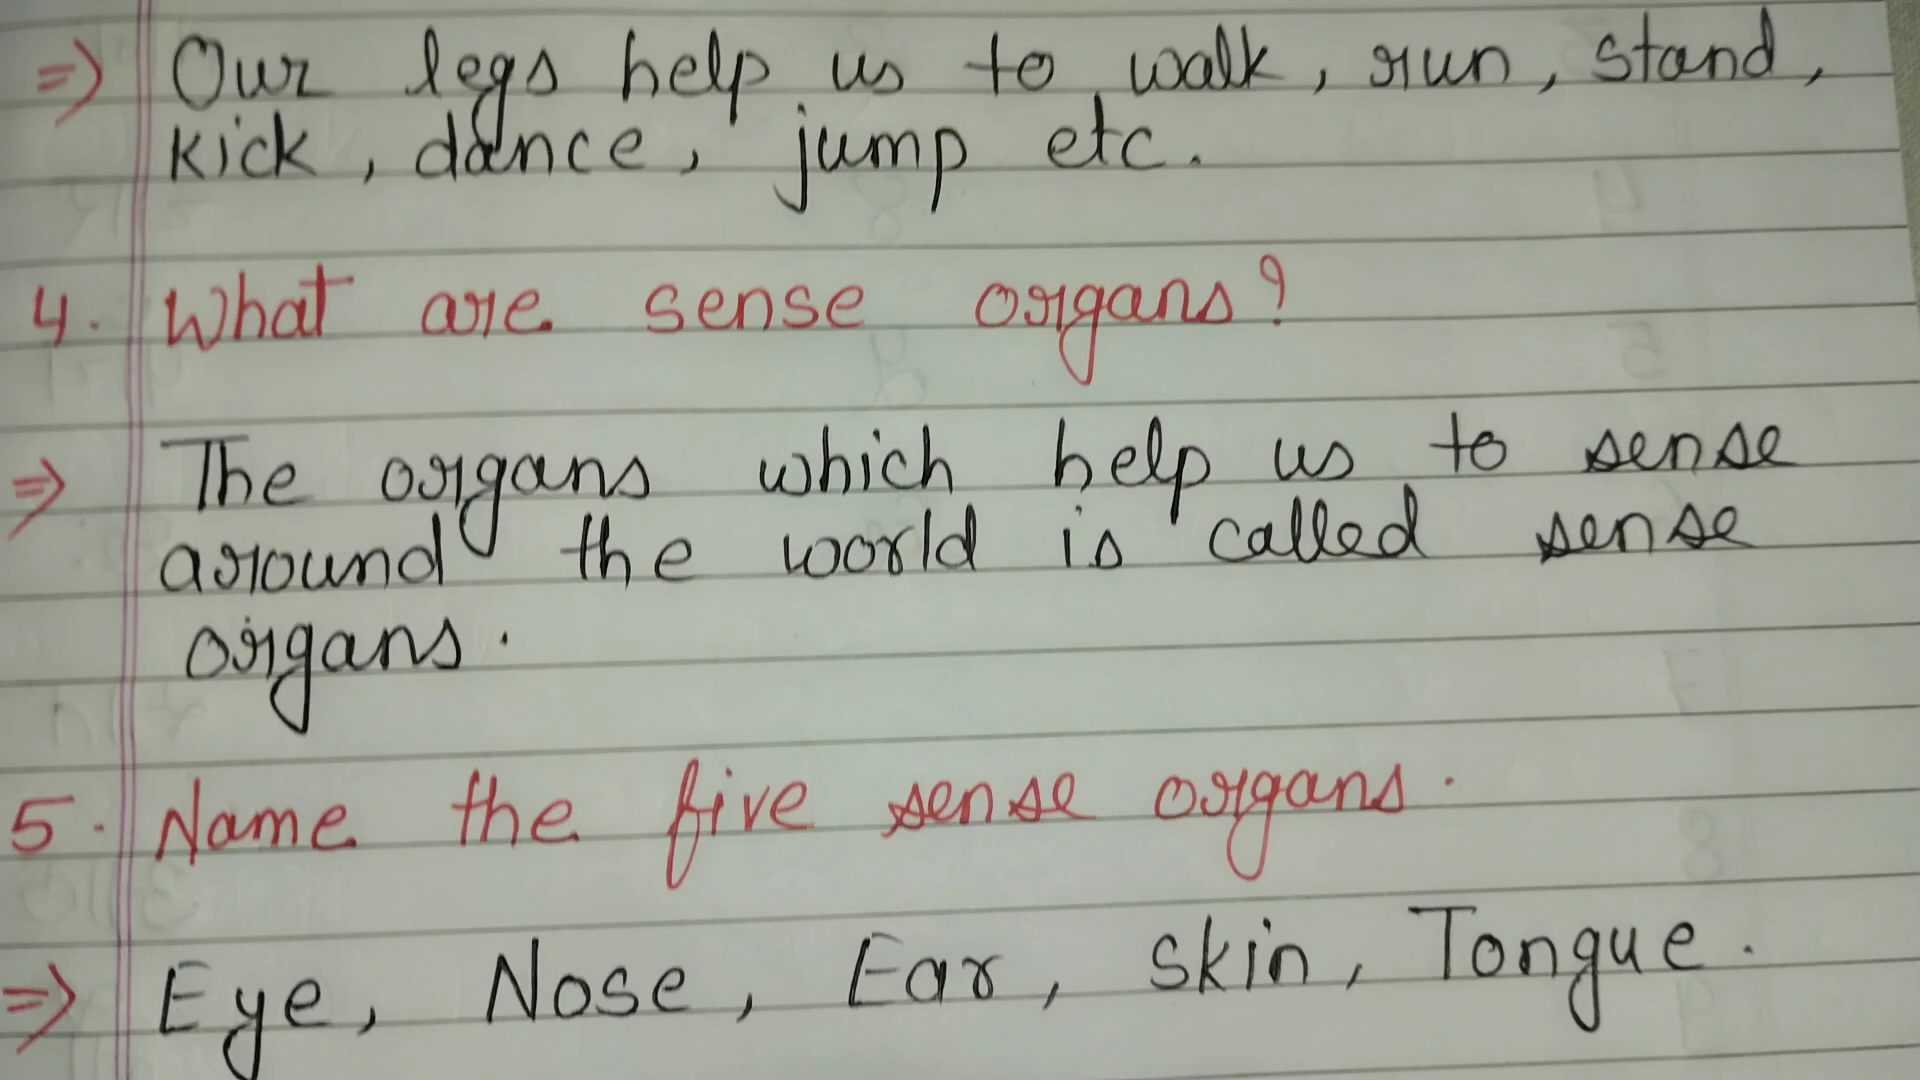 ⇒ Our legs help us to walk, run, stand,
kick, dance, jump etc.
4. What are sense organs?
⇒ The organs which help us to sense
around the world is called sense
organs.
5. Name the five sense organs.
⇒ Eye, Nose, Ear, skin, Tongue.